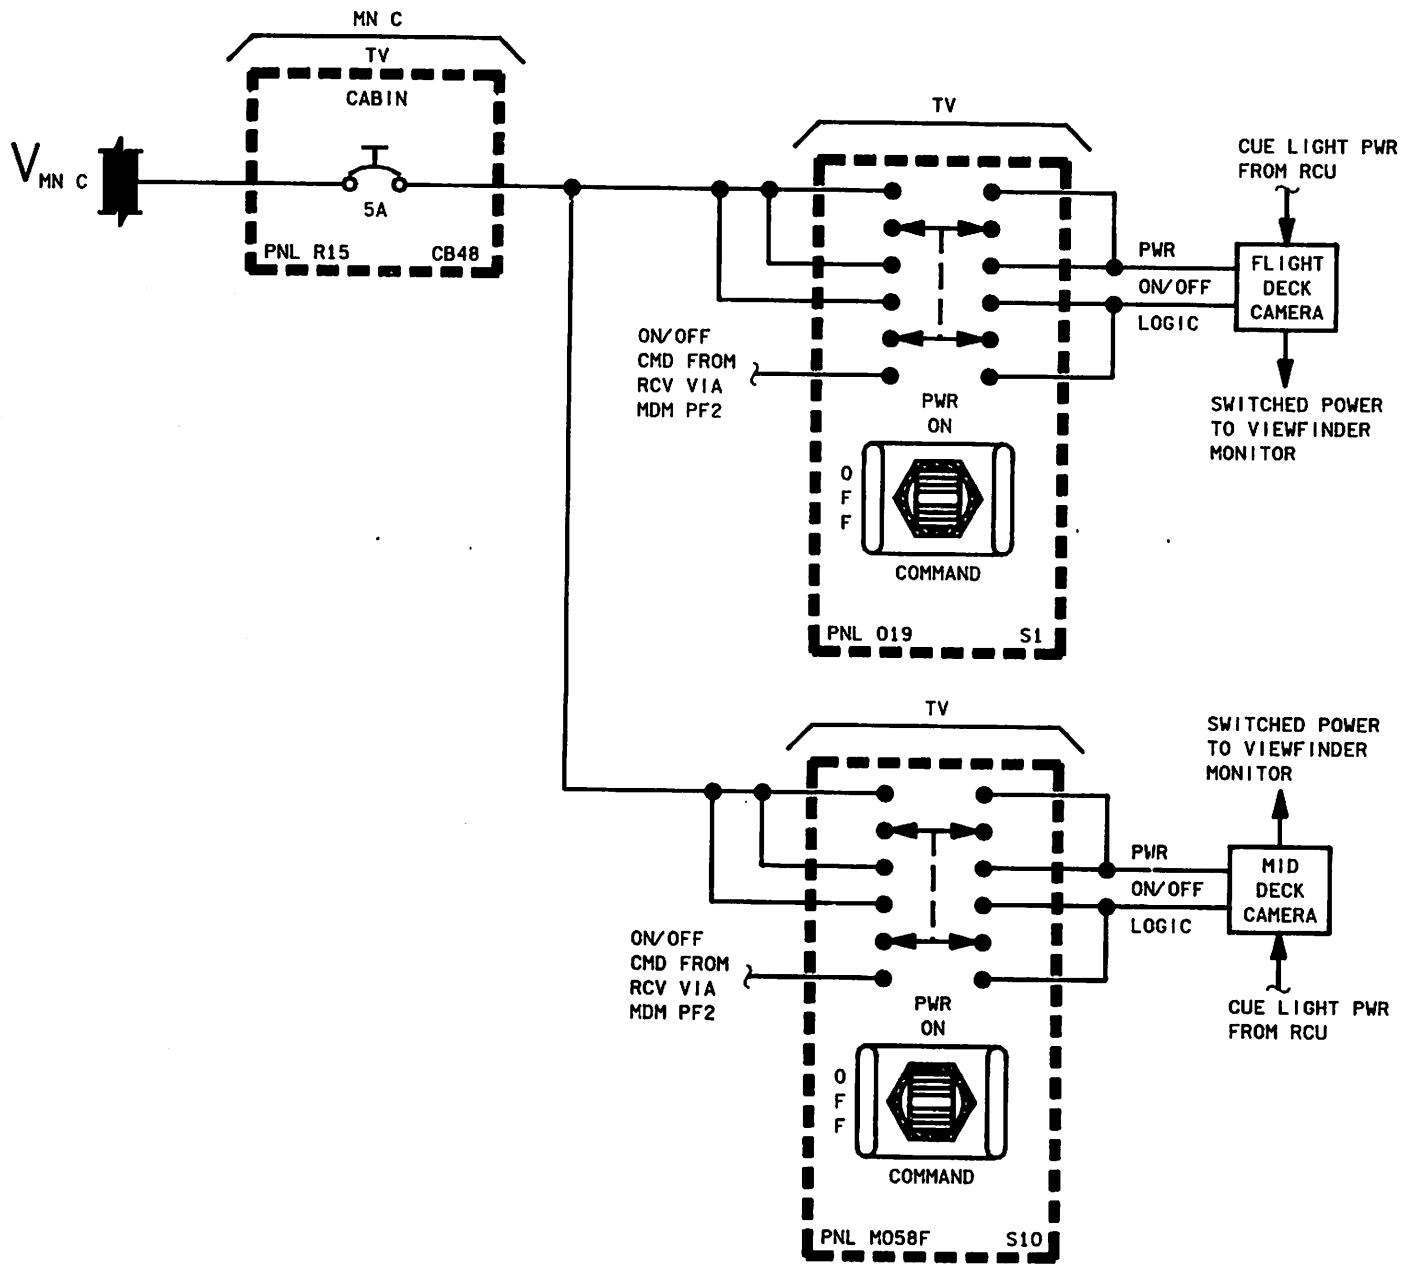 MN C
TV
CABIN
V MN C
5A
PNL R15 CB48
TV
CUE LIGHT PWR
FROM RCU
PWR
ON/OFF
LOGIC
FLIGHT
DECK
CAMERA
ON/OFF
CMD FROM
RCV VIA
MDM PF2
PWR
ON
SWITCHED POWER
TO VIEWFINDER
MONITOR
O
F
F
COMMAND
PNL O19 S1
TV
SWITCHED POWER
TO VIEWFINDER
MONITOR
PWR
ON/OFF
LOGIC
MID
DECK
CAMERA
ON/OFF
CMD FROM
RCV VIA
MDM PF2
PWR
ON
CUE LIGHT PWR
FROM RCU
O
F
F
COMMAND
PNL MO58F S10